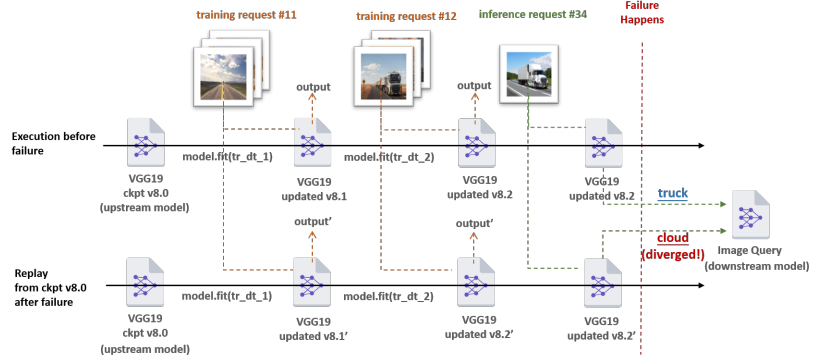 training request #11
training request #12
inference request #34
Failure
Happens
output
output
Execution before
failure
model.fit(tr_dt_1)
model.fit(tr_dt_2)
VGG19
ckpt v8.0
(upstream model)
VGG19
updated v8.1
VGG19
updated v8.2
VGG19
updated v8.2
truck
output’
output’
cloud
(diverged!)
Image Query
(downstream model)
Replay
from ckpt v8.0
after failure
model.fit(tr_dt_1)
model.fit(tr_dt_2)
VGG19
ckpt v8.0
(upstream model)
VGG19
updated v8.1’
VGG19
updated v8.2’
VGG19
updated v8.2’